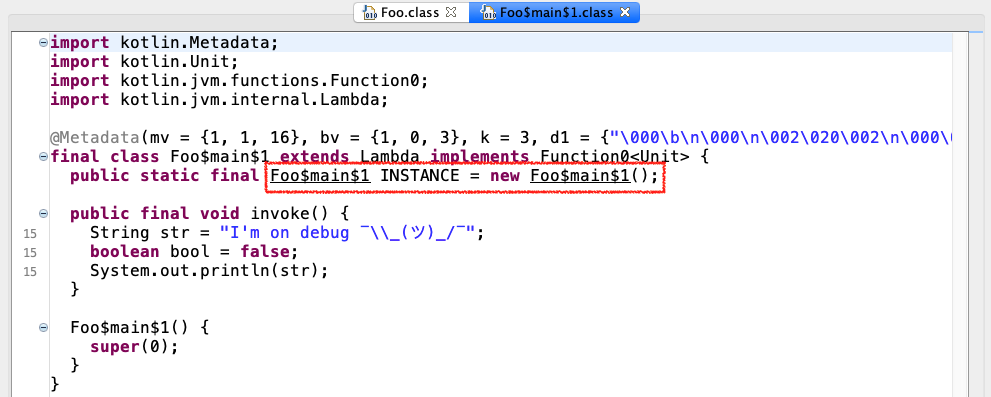 Foo.class Foo$main$1.class
import kotlin.Metadata;
import kotlin.Unit;
import kotlin.jvm.functions.Function0;
import kotlin.jvm.internal.Lambda;
@Metadata(mv = {1, 1, 16}, bv = {1, 0, 3}, k = 3, d1 = {"\000\b\n\000\n\002\020\002\n\000\
final class Foo$main$1 extends Lambda implements Function0<Unit> {
public static final Foo$main$1 INSTANCE = new Foo$main$1();
public final void invoke() {
15 String str = "I'm on debug ¯\\_(ツ)_/¯";
15 boolean bool = false;
15 System.out.println(str);
}
Foo$main$1() {
super(0);
}
}